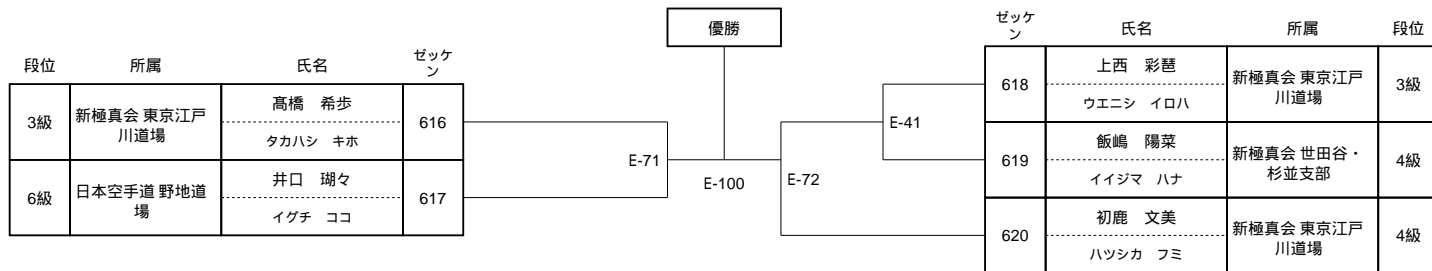 優勝
段位 所属 氏名 ゼッケ
ン
3級 新極真会 東京江戸
川道場 髙橋 希歩
タカハシ キホ 616
6級 日本空手道 野地道
場 井口 瑚々
イグチ ココ 617
E-71
E-100
E-72
E-41
ゼッケ
ン 氏名 所属 段位
618 上西 彩琶
ウエニシ イロハ 新極真会 東京江戸
川道場 3級
619 飯嶋 陽菜
イイジマ ハナ 新極真会 世田谷・
杉並支部 4級
620 初鹿 文美
ハツシカ フミ 新極真会 東京江戸
川道場 4級